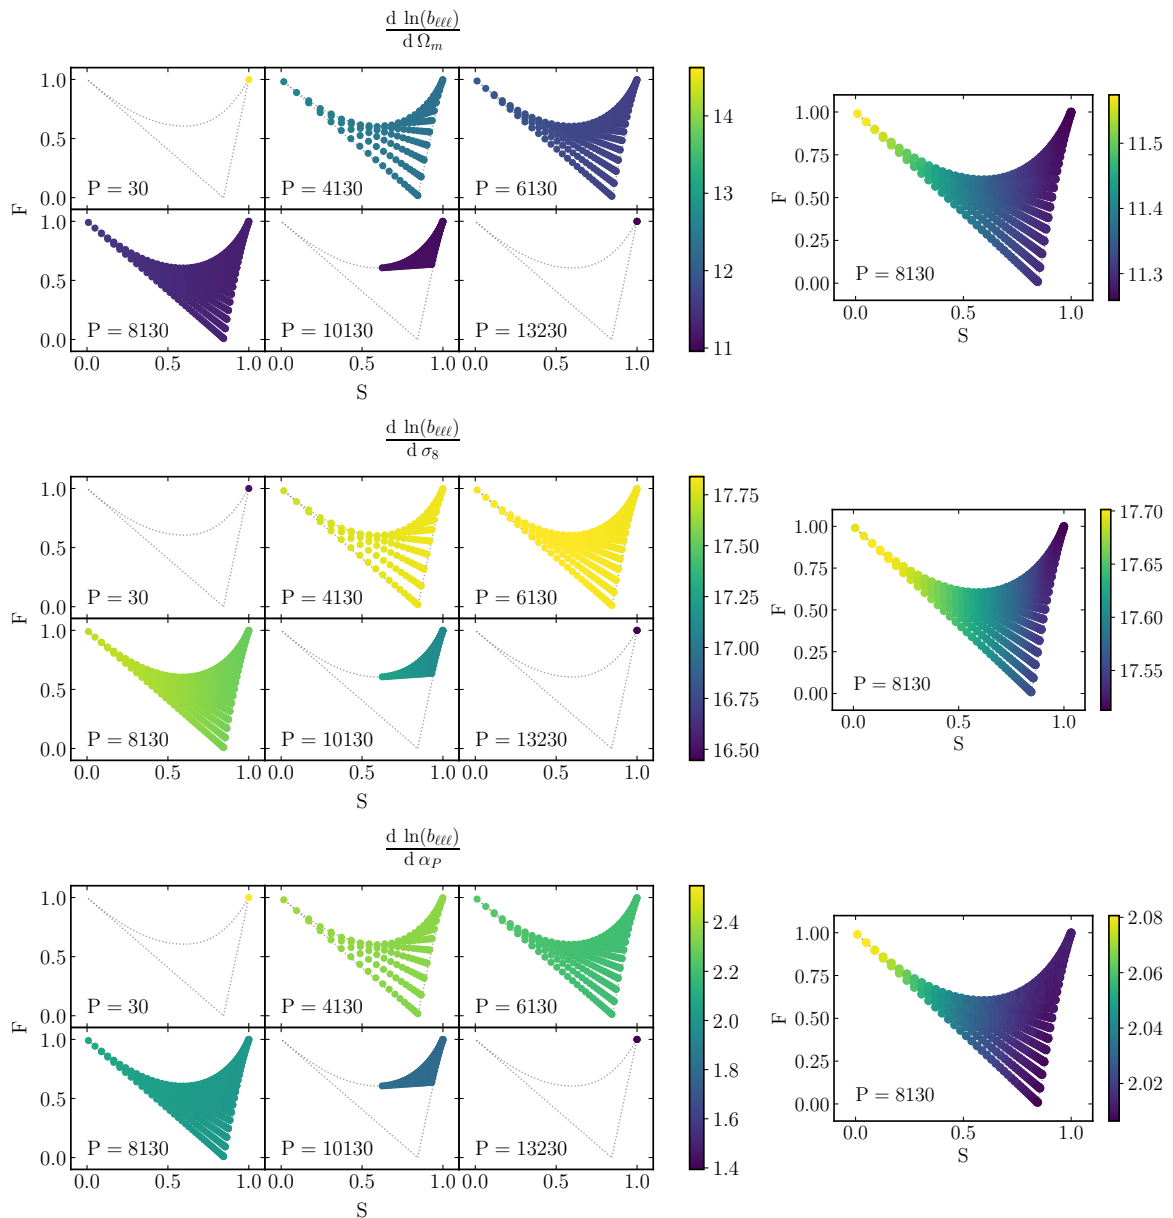 d ln(b_ℓℓℓ)
d Ω_m
1.0
0.5
0.0
P = 30
P = 4130
P = 6130
F
1.0
0.5
0.0
P = 8130
P = 10130
P = 13230
0.0 0.5 1.0 0.0 0.5 1.0 0.0 0.5 1.0
S
14
13
12
11
1.00
0.75
0.50
0.25
0.00
F
P = 8130
0.0 0.5 1.0
S
11.5
11.4
11.3
d ln(b_ℓℓℓ)
d σ_8
1.0
0.5
0.0
P = 30
P = 4130
P = 6130
F
1.0
0.5
0.0
P = 8130
P = 10130
P = 13230
0.0 0.5 1.0 0.0 0.5 1.0 0.0 0.5 1.0
S
17.75
17.50
17.25
17.00
16.75
16.50
1.00
0.75
0.50
0.25
0.00
F
P = 8130
0.0 0.5 1.0
S
17.70
17.65
17.60
17.55
d ln(b_ℓℓℓ)
d α_P
1.0
0.5
0.0
P = 30
P = 4130
P = 6130
F
1.0
0.5
0.0
P = 8130
P = 10130
P = 13230
0.0 0.5 1.0 0.0 0.5 1.0 0.0 0.5 1.0
S
2.4
2.2
2.0
1.8
1.6
1.4
1.00
0.75
0.50
0.25
0.00
F
P = 8130
0.0 0.5 1.0
S
2.08
2.06
2.04
2.02